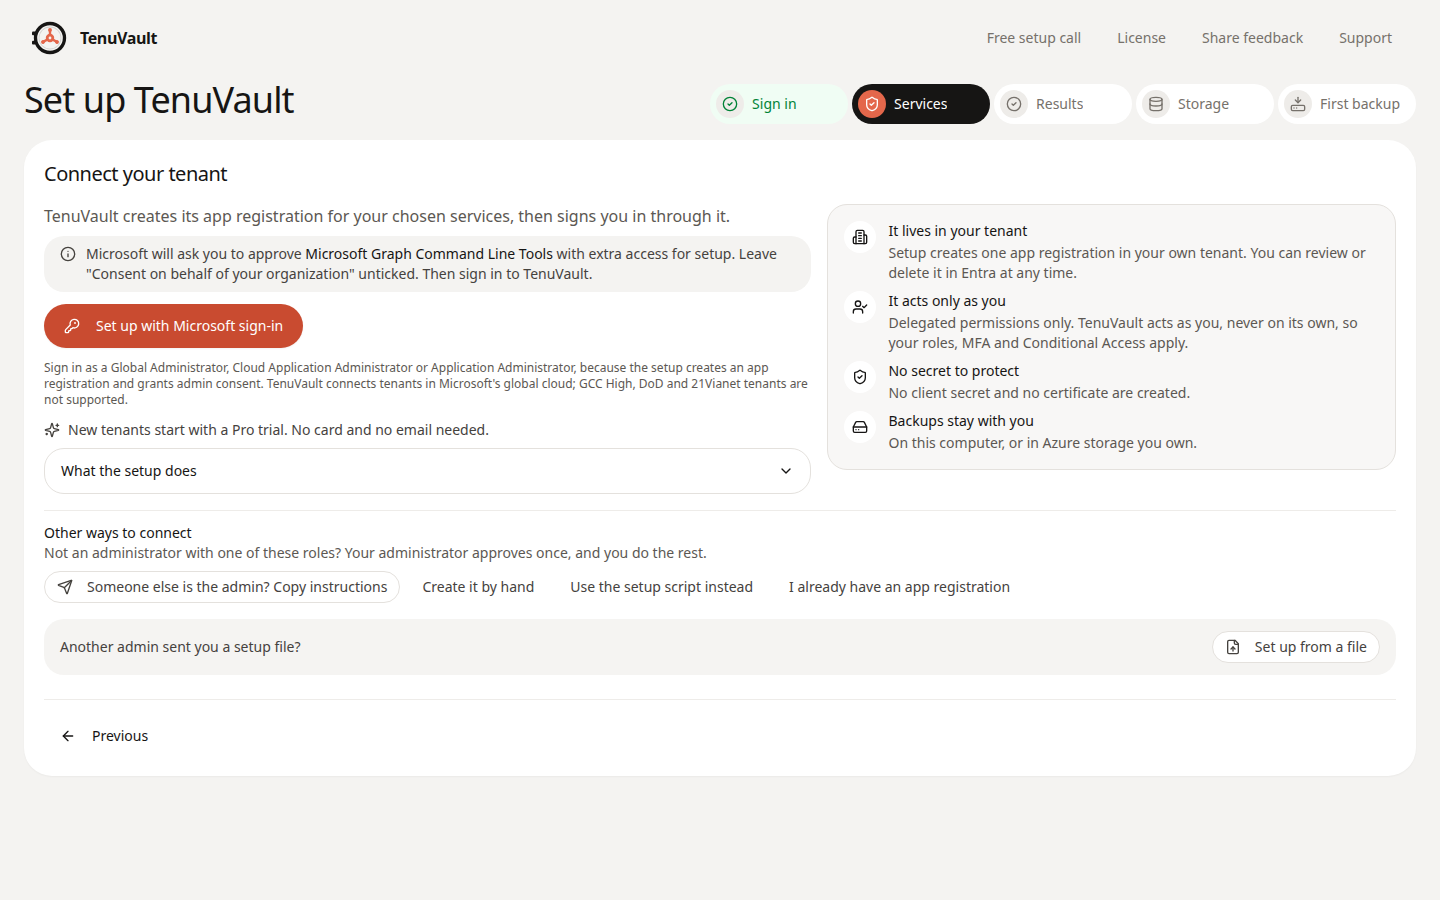 TenuVault
Free setup call
License
Share feedback
Support
Set up TenuVault
Sign in
Services
Results
Storage
First backup
Connect your tenant
TenuVault creates its app registration for your chosen services, then signs you in through it.
Microsoft will ask you to approve Microsoft Graph Command Line Tools with extra access for setup. Leave
"Consent on behalf of your organization" unticked. Then sign in to TenuVault.
Set up with Microsoft sign-in
Sign in as a Global Administrator, Cloud Application Administrator or Application Administrator, because the setup creates an app
registration and grants admin consent. TenuVault connects tenants in Microsoft's global cloud; GCC High, DoD and 21Vianet tenants are
not supported.
New tenants start with a Pro trial. No card and no email needed.
What the setup does
It lives in your tenant
Setup creates one app registration in your own tenant. You can review or
delete it in Entra at any time.
It acts only as you
Delegated permissions only. TenuVault acts as you, never on its own, so
your roles, MFA and Conditional Access apply.
No secret to protect
No client secret and no certificate are created.
Backups stay with you
On this computer, or in Azure storage you own.
Other ways to connect
Not an administrator with one of these roles? Your administrator approves once, and you do the rest.
Someone else is the admin? Copy instructions
Create it by hand
Use the setup script instead
I already have an app registration
Another admin sent you a setup file?
Set up from a file
Previous